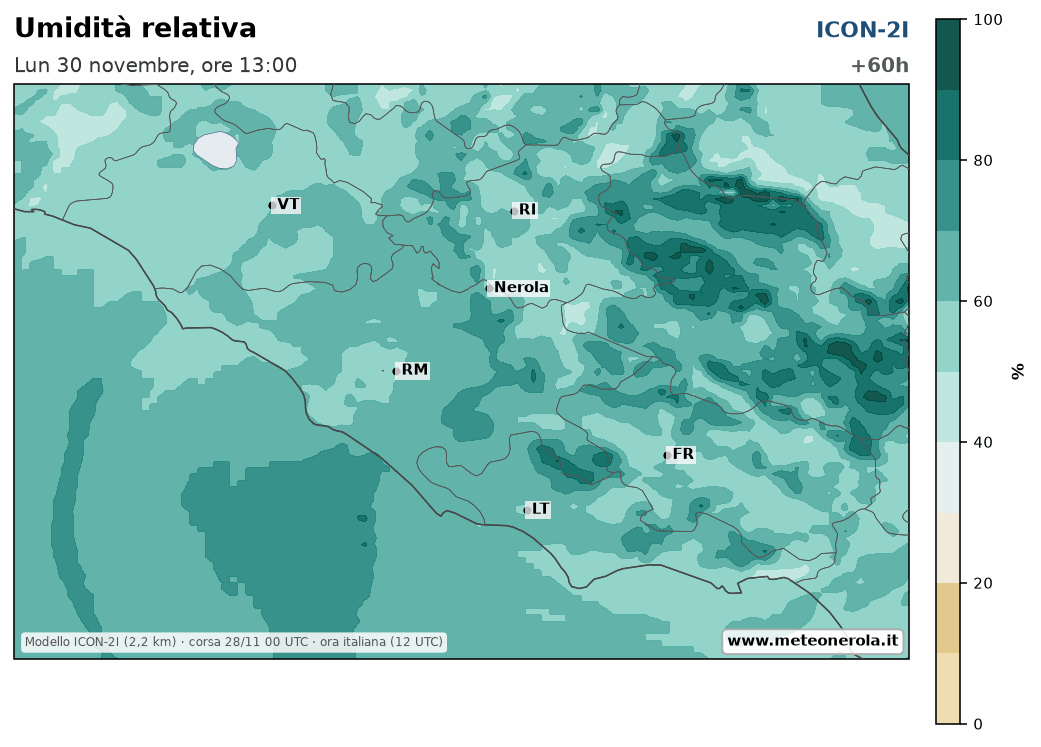 Umidità relativa
ICON-2I
Lun 30 novembre, ore 13:00
+60h
100
80
60
40
20
0
%
VT
RI
Nerola
RM
FR
LT
Modello ICON-2I (2,2 km) · corsa 28/11 00 UTC · ora italiana (12 UTC)
www.meteonerola.it